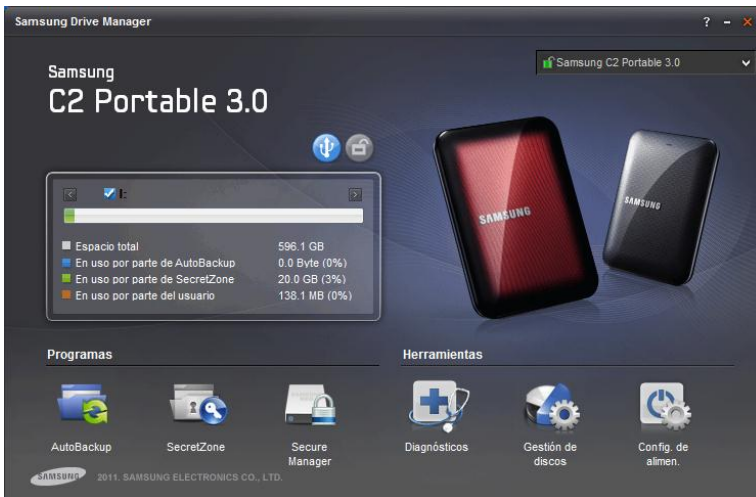 Samsung Drive Manager
? -
Samsung C2 Portable 3.0
Samsung
C2 Portable 3.0
I:
Espacio total 596.1 GB
En uso por parte de AutoBackup 0.0 Byte (0%)
En uso por parte de SecretZone 20.0 GB (3%)
En uso por parte del usuario 138.1 MB (0%)
SAMSUNG
SAMSUNG
Programas
Herramientas
AutoBackup
SecretZone
Secure
Manager
Diagnósticos
Gestión de
discos
Config. de
alimen.
SAMSUNG 2011. SAMSUNG ELECTRONICS CO., LTD.